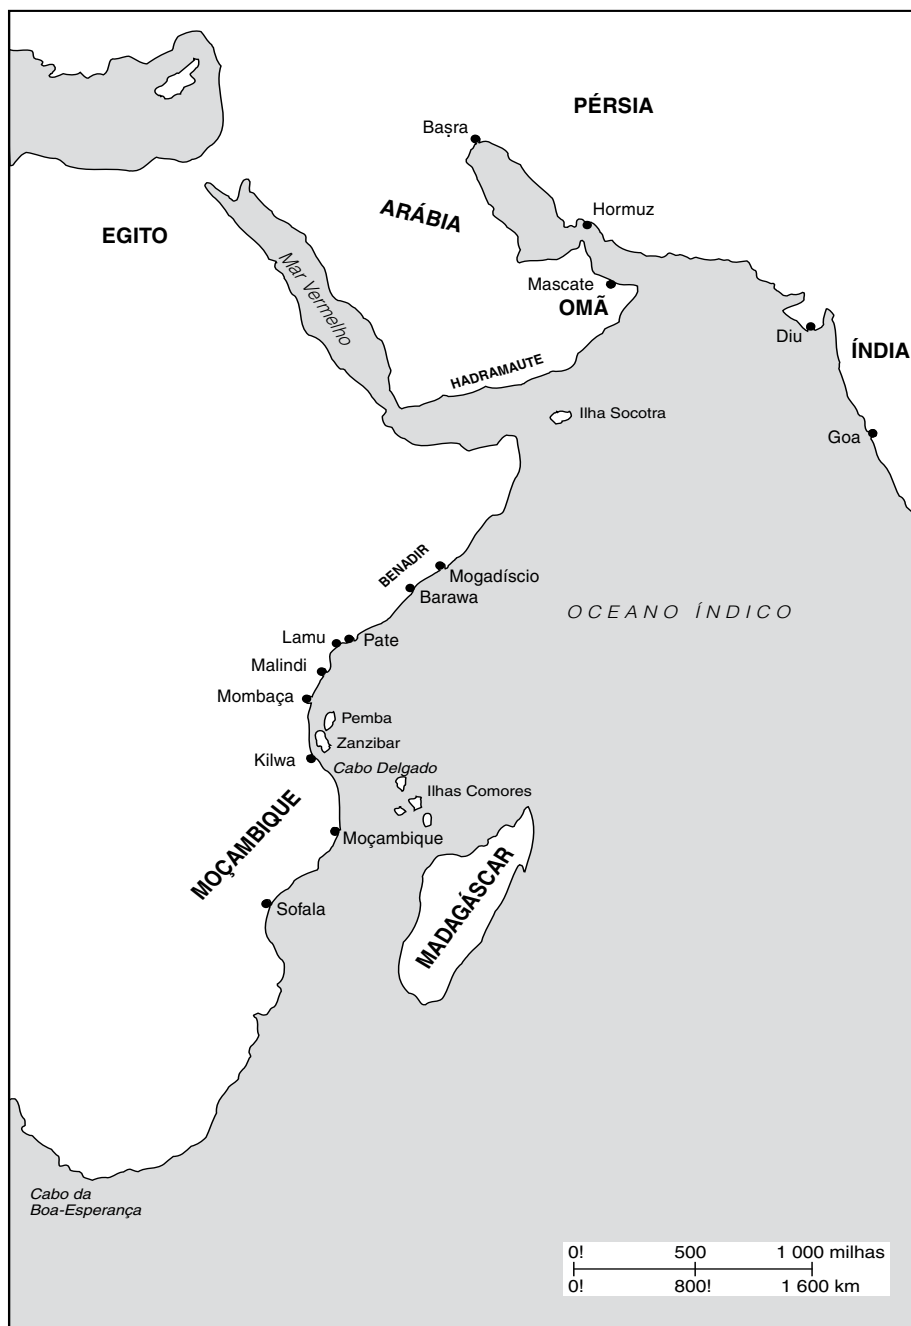 PÉRSIA
Baṣra
ARÁBIA
Hormuz
EGITO
Mar Vermelho
Mascate
OMÃ
Diu
ÍNDIA
HADRAMAUTE
Ilha Socotra
Goa
BENADIR
Mogadíscio
Barawa
OCEANO ÍNDICO
Lamu
Pate
Malindi
Mombaça
Pemba
Zanzibar
Kilwa
Cabo Delgado
Ilhas Comores
MOÇAMBIQUE
Moçambique
MADAGÁSCAR
Sofala
Cabo da
Boa-Esperança
0! 500 1 000 milhas
0! 800! 1 600 km